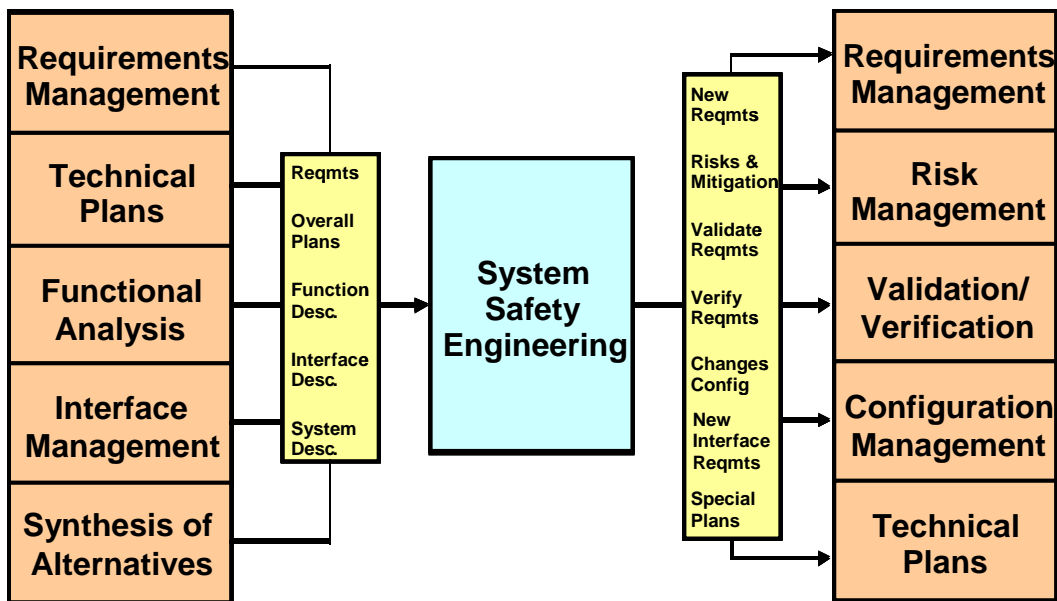 Requirements
Management
Technical
Plans
Functional
Analysis
Interface
Management
Synthesis of
Alternatives
Reqmts
Overall
Plans
Function
Desc.
Interface
Desc.
System
Desc.
System
Safety
Engineering
New
Reqmts
Risks &
Mitigation
Validate
Reqmts
Verify
Reqmts
Changes
Config
New
Interface
Reqmts
Special
Plans
Requirements
Management
Risk
Management
Validation/
Verification
Configuration
Management
Technical
Plans